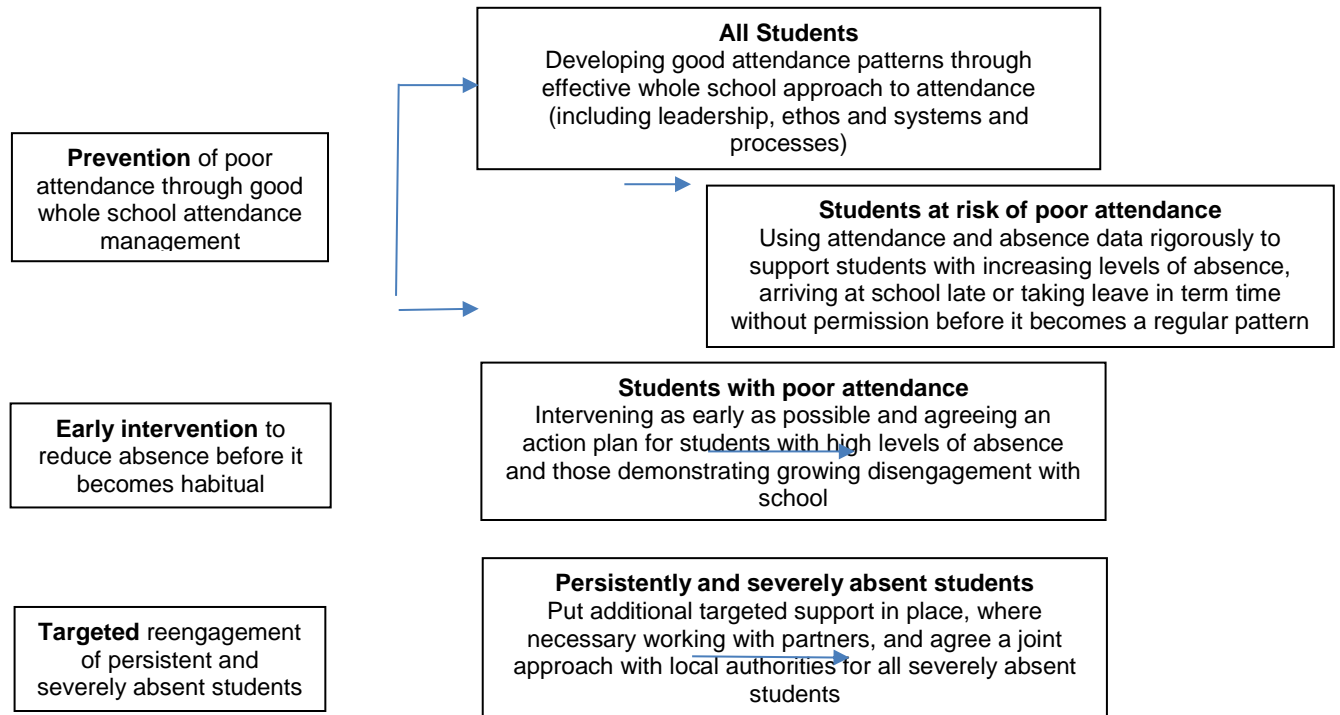 All Students
Developing good attendance patterns through
effective whole school approach to attendance
(including leadership, ethos and systems and
processes)
Prevention of poor
attendance through good
whole school attendance
management
Students at risk of poor attendance
Using attendance and absence data rigorously to
support students with increasing levels of absence,
arriving at school late or taking leave in term time
without permission before it becomes a regular pattern
Early intervention to
reduce absence before it
becomes habitual
Students with poor attendance
Intervening as early as possible and agreeing an
action plan for students with high levels of absence
and those demonstrating growing disengagement with
school
Targeted reengagement
of persistent and
severely absent students
Persistently and severely absent students
Put additional targeted support in place, where
necessary working with partners, and agree a joint
approach with local authorities for all severely absent
students